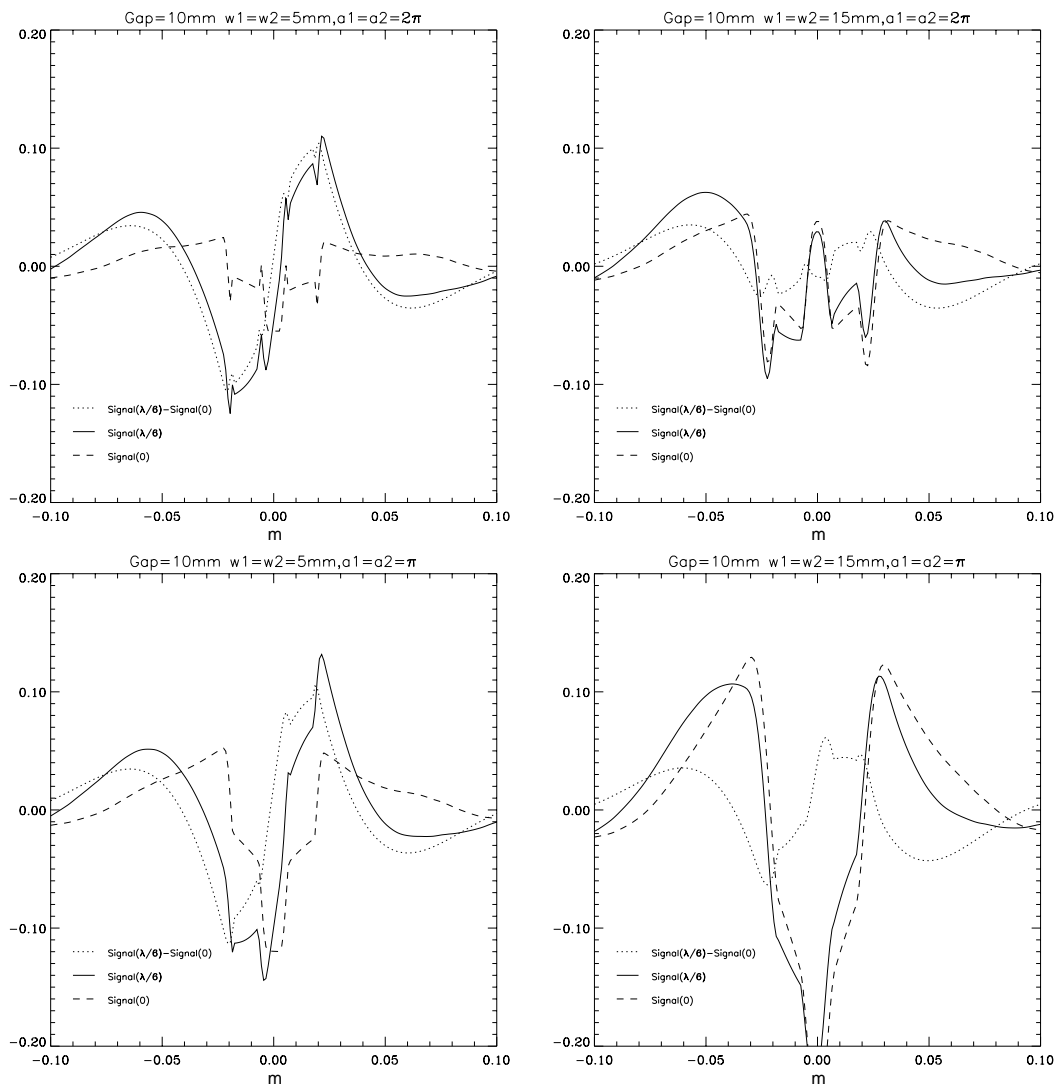 Gap=10mm w1=w2=5mm,a1=a2=2π
0.20
0.10
0.00
-0.10
-0.20
Signal(λ/6)-Signal(0)
Signal(λ/6)
Signal(0)
-0.10 -0.05 0.00 0.05 0.10
m
Gap=10mm w1=w2=15mm,a1=a2=2π
0.20
0.10
0.00
-0.10
-0.20
Signal(λ/6)-Signal(0)
Signal(λ/6)
Signal(0)
-0.10 -0.05 0.00 0.05 0.10
m
Gap=10mm w1=w2=5mm,a1=a2=π
0.20
0.10
0.00
-0.10
-0.20
Signal(λ/6)-Signal(0)
Signal(λ/6)
Signal(0)
-0.10 -0.05 0.00 0.05 0.10
m
Gap=10mm w1=w2=15mm,a1=a2=π
0.20
0.10
0.00
-0.10
-0.20
Signal(λ/6)-Signal(0)
Signal(λ/6)
Signal(0)
-0.10 -0.05 0.00 0.05 0.10
m